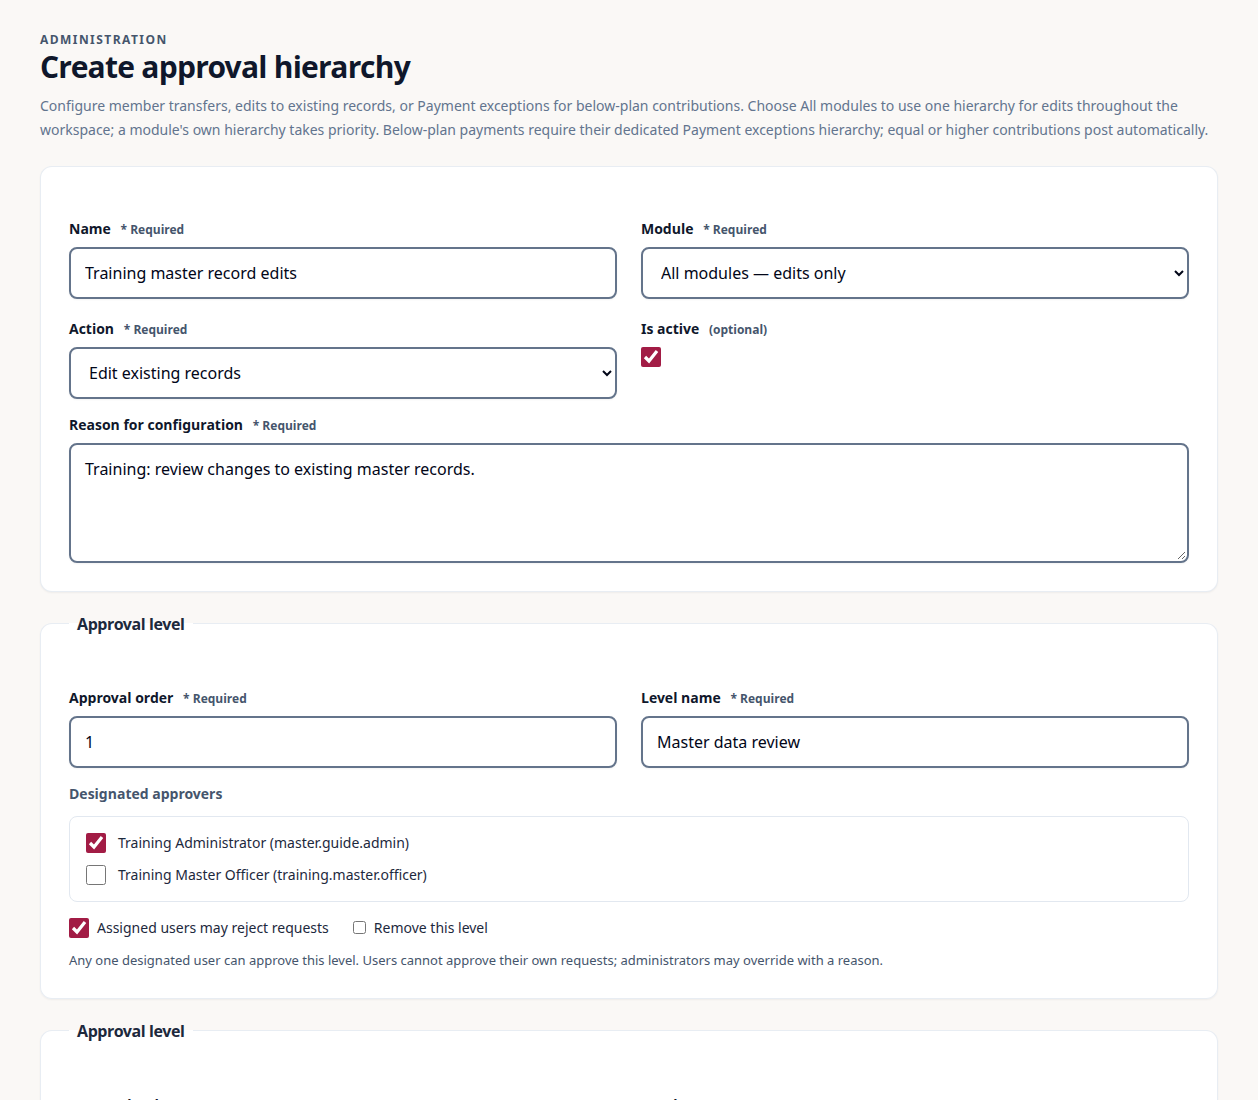 ADMINISTRATION
Create approval hierarchy
Configure member transfers, edits to existing records, or Payment exceptions for below-plan contributions. Choose All modules to use one hierarchy for edits throughout the
workspace; a module's own hierarchy takes priority. Below-plan payments require their dedicated Payment exceptions hierarchy; equal or higher contributions post automatically.
Name * Required
Module * Required
Training master record edits
All modules — edits only
Action * Required
Is active (optional)
Edit existing records
Reason for configuration * Required
Training: review changes to existing master records.
Approval level
Approval order * Required
Level name * Required
1
Master data review
Designated approvers
Training Administrator (master.guide.admin)
Training Master Officer (training.master.officer)
Assigned users may reject requests
Remove this level
Any one designated user can approve this level. Users cannot approve their own requests; administrators may override with a reason.
Approval level